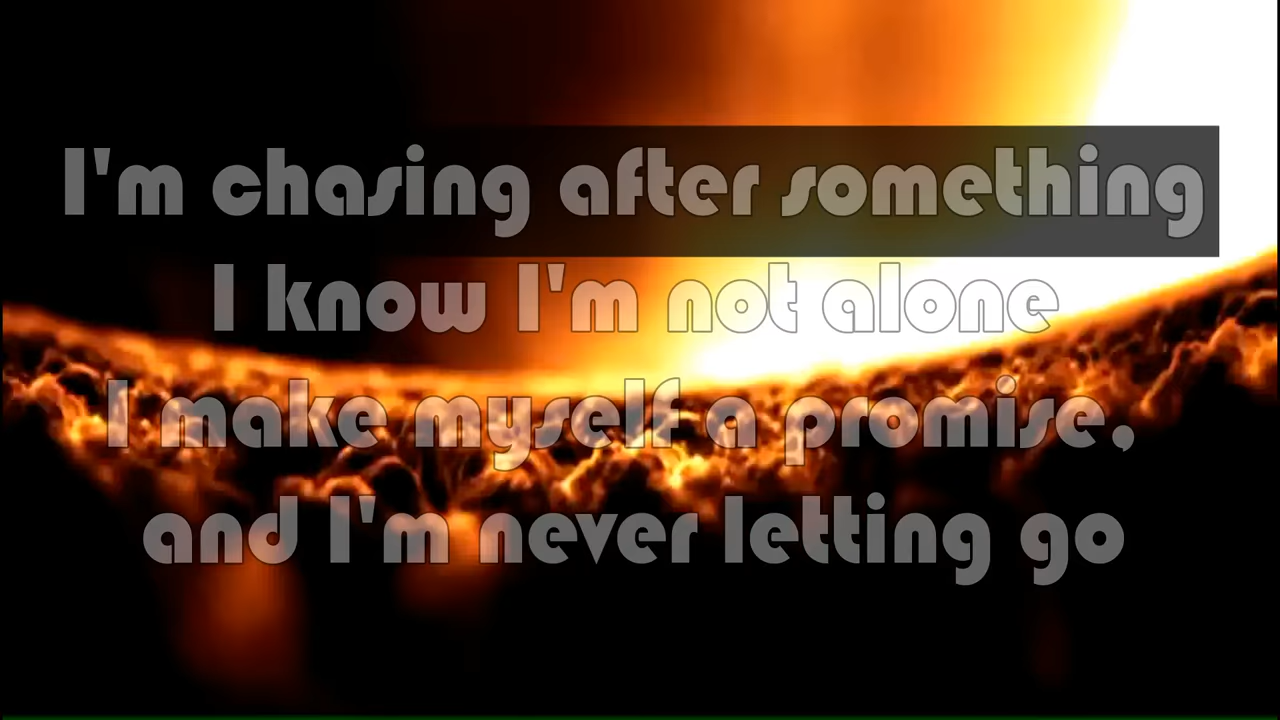 I'm chasing after something
I know I'm not alone
I make myself a promise,
and I'm never letting go